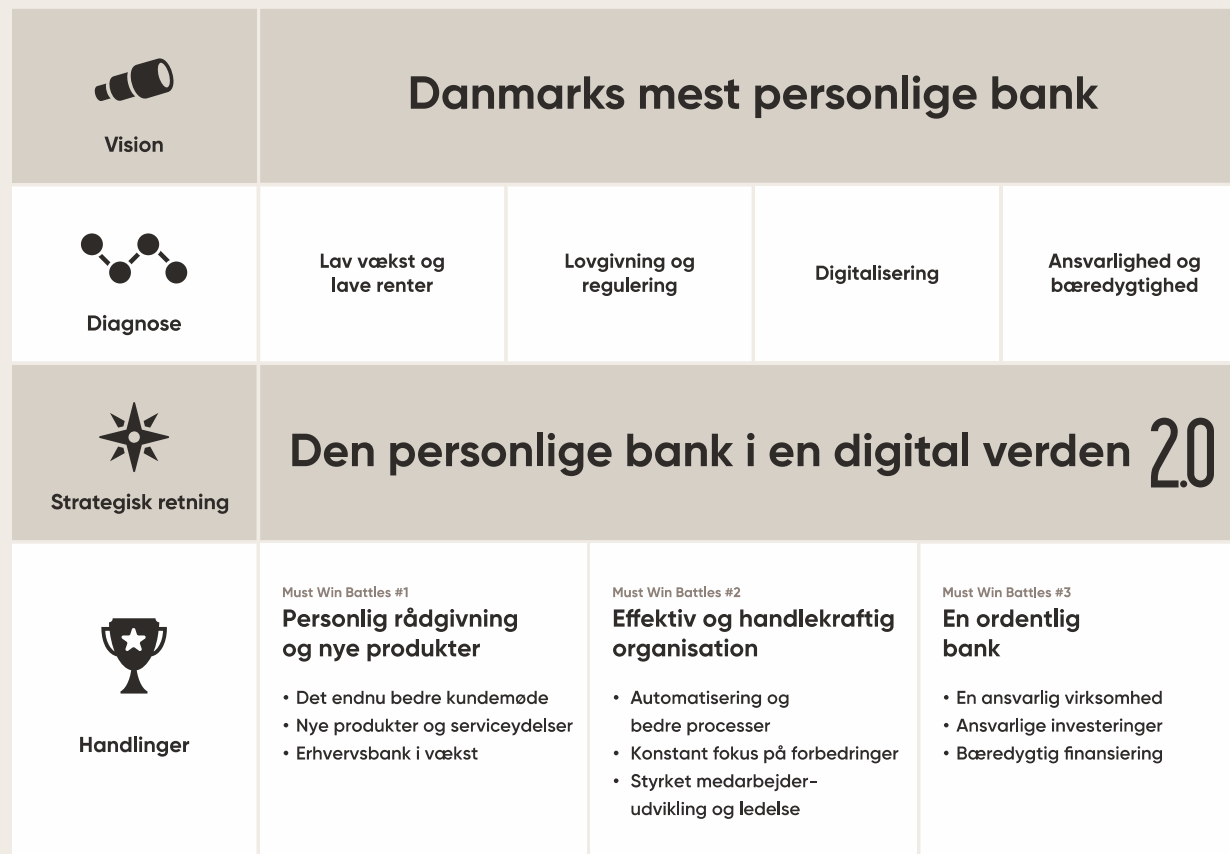 Vision
Danmarks mest personlige bank
Diagnose
Lav vækst og
lave renter
Lovgivning og
regulering
Digitalisering
Ansvarlighed og
bæredygtighed
Strategisk retning
Den personlige bank i en digital verden 2.0
Handlinger
Must Win Battles #1
Personlig rådgivning
og nye produkter
• Det endnu bedre kundemøde
• Nye produkter og serviceydelser
• Erhvervsbank i vækst
Must Win Battles #2
Effektiv og handlekraftig
organisation
• Automatisering og
bedre processer
• Konstant fokus på forbedringer
• Styrket medarbejder-
udvikling og ledelse
Must Win Battles #3
En ordentlig
bank
• En ansvarlig virksomhed
• Ansvarlige investeringer
• Bæredygtig finansiering